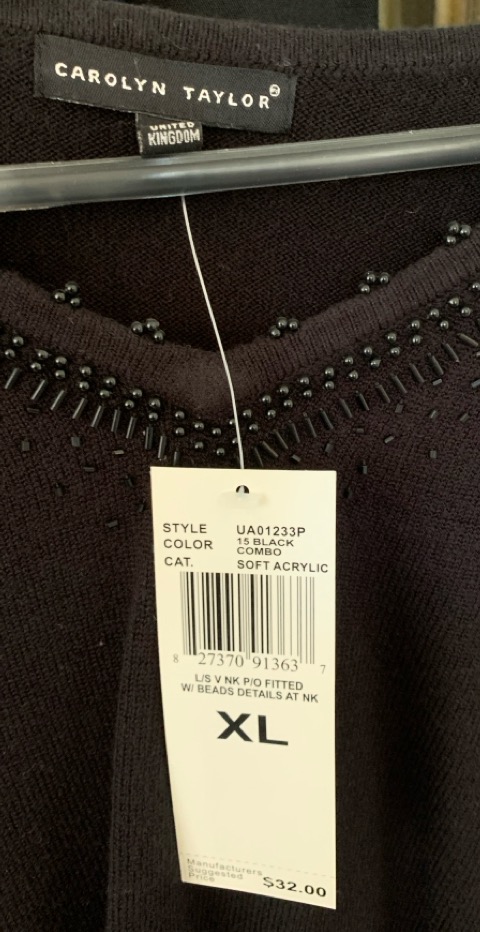 CAROLYN TAYLOR®
UNITED
KINGDOM
STYLE UA01233P
COLOR 15 BLACK
COMBO
CAT. SOFT ACRYLIC
8 27370 91363 7
L/S V NK P/O FITTED
W/ BEADS DETAILS AT NK
XL
Manufacturers
Suggested
Price $32.00